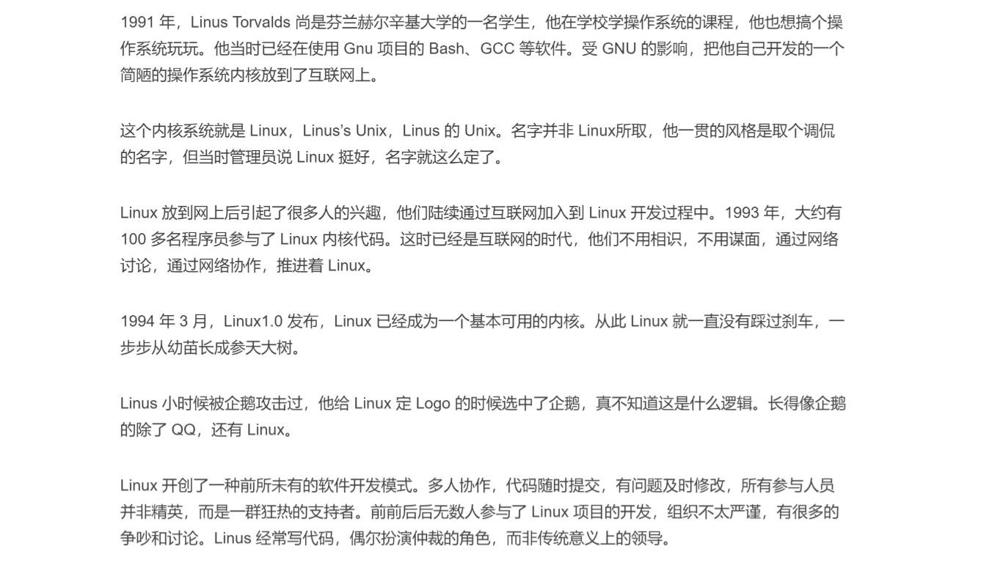 1991 年，Linus Torvalds 尚是芬兰赫尔辛基大学的一名学生，他在学校学操作系统的课程，他也想搞个操
作系统玩玩。他当时已经在使用 Gnu 项目的 Bash、GCC 等软件。受 GNU 的影响，把他自己开发的一个
简陋的操作系统内核放到了互联网上。
这个内核系统就是 Linux，Linus’s Unix，Linus 的 Unix。名字并非 Linux所取，他一贯的风格是取个调侃
的名字，但当时管理员说 Linux 挺好，名字就这么定了。
Linux 放到网上后引起了很多人的兴趣，他们陆续通过互联网加入到 Linux 开发过程中。1993 年，大约有
100 多名程序员参与了 Linux 内核代码。这时已经是互联网的时代，他们不用相识，不用谋面，通过网络
讨论，通过网络协作，推进着 Linux。
1994 年 3 月，Linux1.0 发布，Linux 已经成为一个基本可用的内核。从此 Linux 就一直没有踩过刹车，一
步步从幼苗长成参天大树。
Linus 小时候被企鹅攻击过，他给 Linux 定 Logo 的时候选中了企鹅，真不知道这是什么逻辑。长得像企鹅
的除了 QQ，还有 Linux。
Linux 开创了一种前所未有的软件开发模式。多人协作，代码随时提交，有问题及时修改，所有参与人员
并非精英，而是一群狂热的支持者。前前后后无数人参与了 Linux 项目的开发，组织不太严谨，有很多的
争吵和讨论。Linus 经常写代码，偶尔扮演仲裁的角色，而非传统意义上的领导。